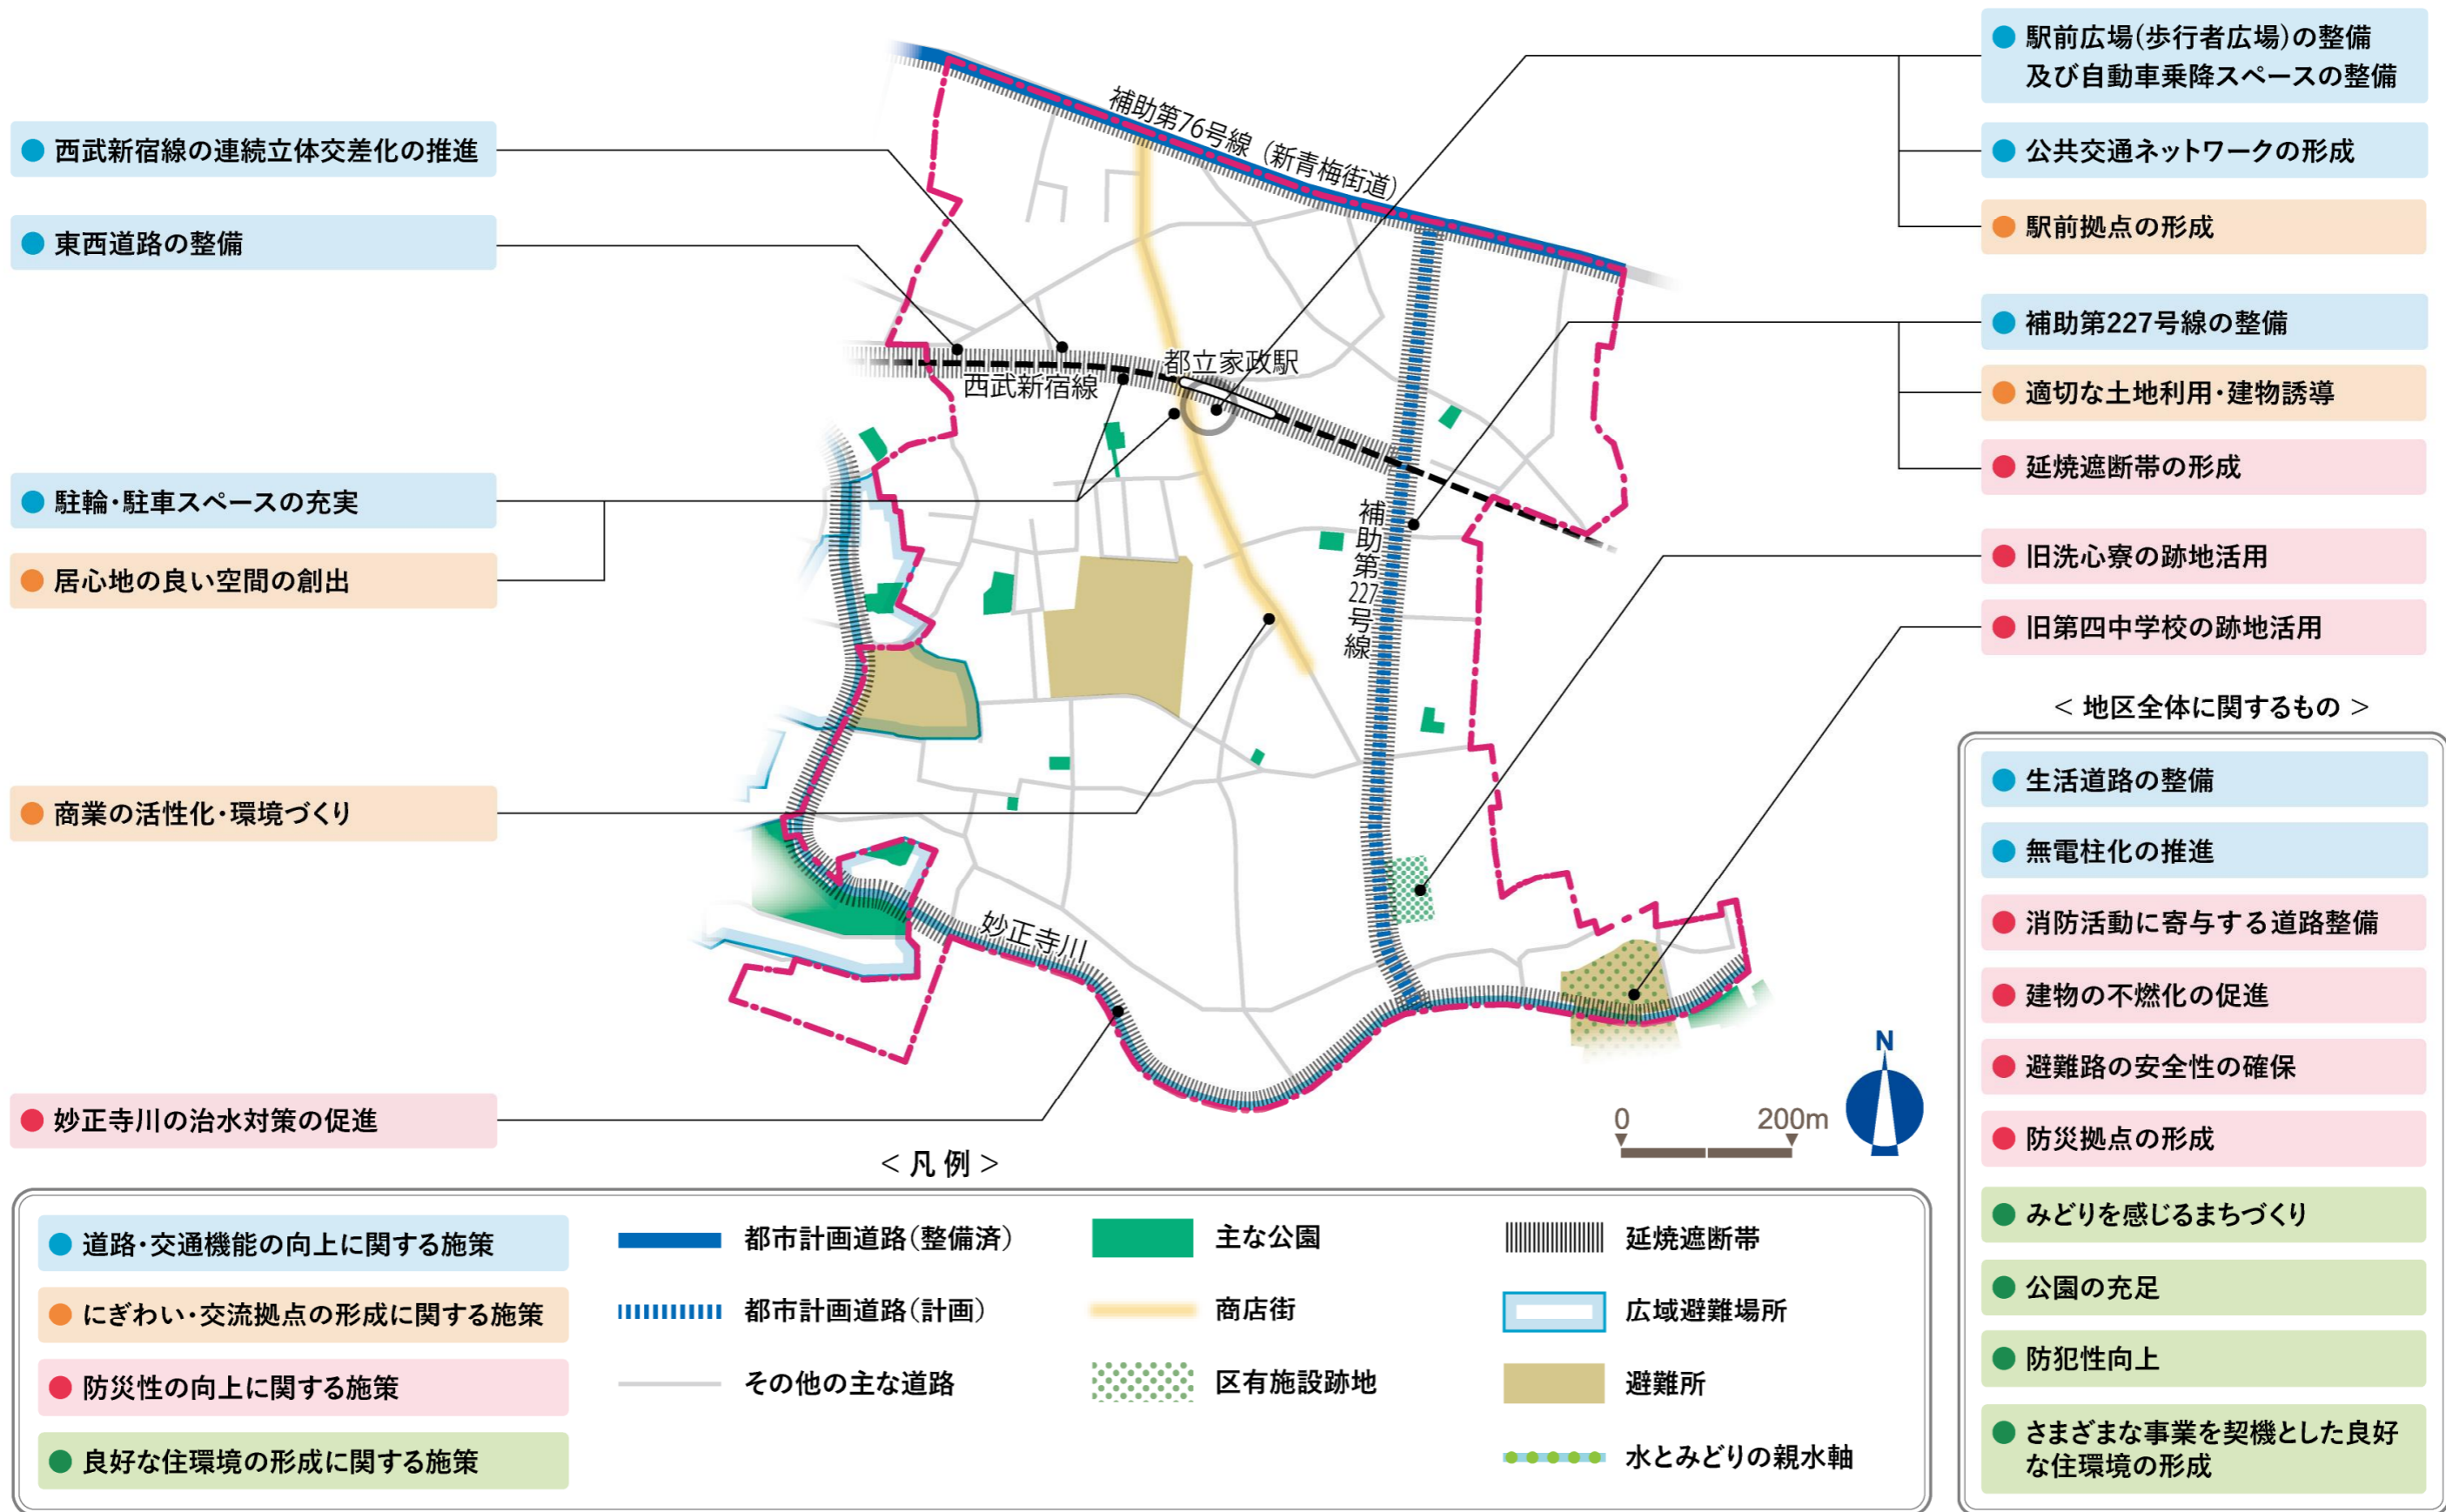 西武新宿線の連続立体交差化の推進
東西道路の整備
駐輪・駐車スペースの充実
居心地の良い空間の創出
商業の活性化・環境づくり
妙正寺川の治水対策の促進
補助第76号線（新青梅街道）
都立家政駅
西武新宿線
補助第227号線
妙正寺川
駅前広場（歩行者広場）の整備
及び自動車乗降スペースの整備
公共交通ネットワークの形成
駅前拠点の形成
補助第227号線の整備
適切な土地利用・建物誘導
延焼遮断帯の形成
旧洗心寮の跡地活用
旧第四中学校の跡地活用
＜ 地区全体に関するもの ＞
生活道路の整備
無電柱化の推進
消防活動に寄与する道路整備
建物の不燃化の促進
避難路の安全性の確保
防災拠点の形成
みどりを感じるまちづくり
公園の充足
防犯性向上
さまざまな事業を契機とした良好
な住環境の形成
N
0 200m
＜ 凡 例 ＞
道路・交通機能の向上に関する施策
にぎわい・交流拠点の形成に関する施策
防災性の向上に関する施策
良好な住環境の形成に関する施策
都市計画道路（整備済）
都市計画道路（計画）
その他の主な道路
主な公園
商店街
区有施設跡地
延焼遮断帯
広域避難場所
避難所
水とみどりの親水軸